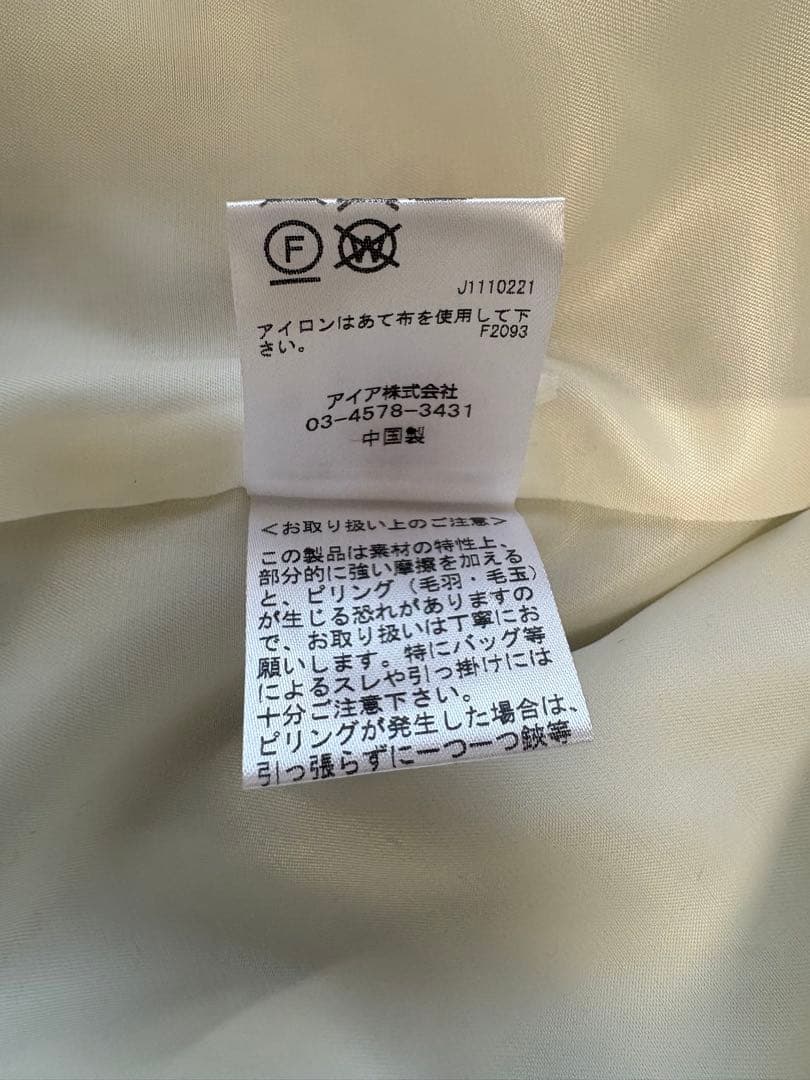 F W
J1110221
アイロンはあて布を使用して下
さい。
F2093
アイア株式会社
03-4578-3431
中国製
＜お取り扱い上のご注意＞
この製品は素材の特性上、
部分的に強い摩擦を加える
と、ピリング（毛羽・毛玉）
が生じる恐れがありますの
で、お取り扱いは丁寧にお
願いします。特にバッグ等
によるスレや引っ掛けには
十分ご注意下さい。
ピリングが発生した場合は、
引っ張らずに一つ一つ鋏等